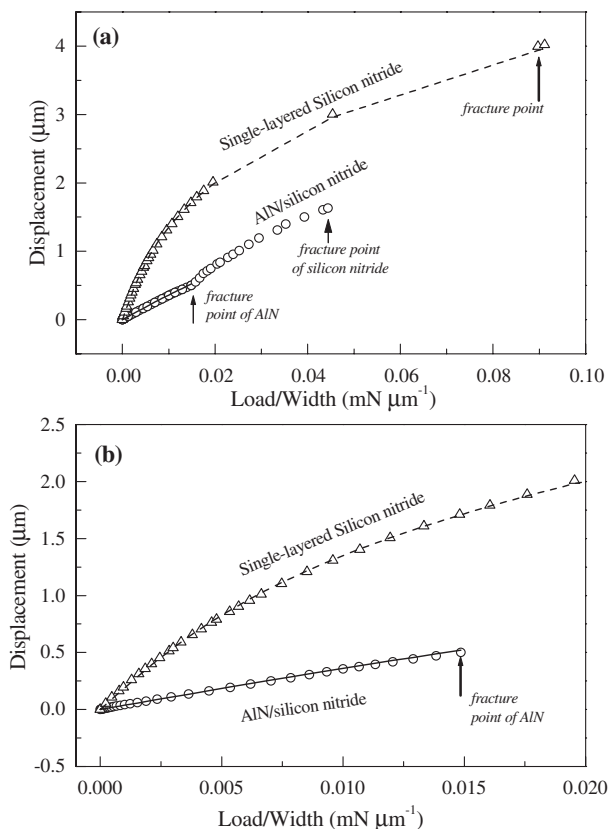 (a)
4
3
2
1
0
Displacement (μm)
Single-layered Silicon nitride
AlN/silicon nitride
fracture point
fracture point
of silicon nitride
fracture
point of AlN
0.00 0.02 0.04 0.06 0.08 0.10
Load/Width (mN μm⁻¹)
(b)
2.5
2.0
1.5
1.0
0.5
0.0
-0.5
Displacement (μm)
Single-layered Silicon nitride
AlN/silicon nitride
fracture
point of AlN
0.000 0.005 0.010 0.015 0.020
Load/Width (mN μm⁻¹)